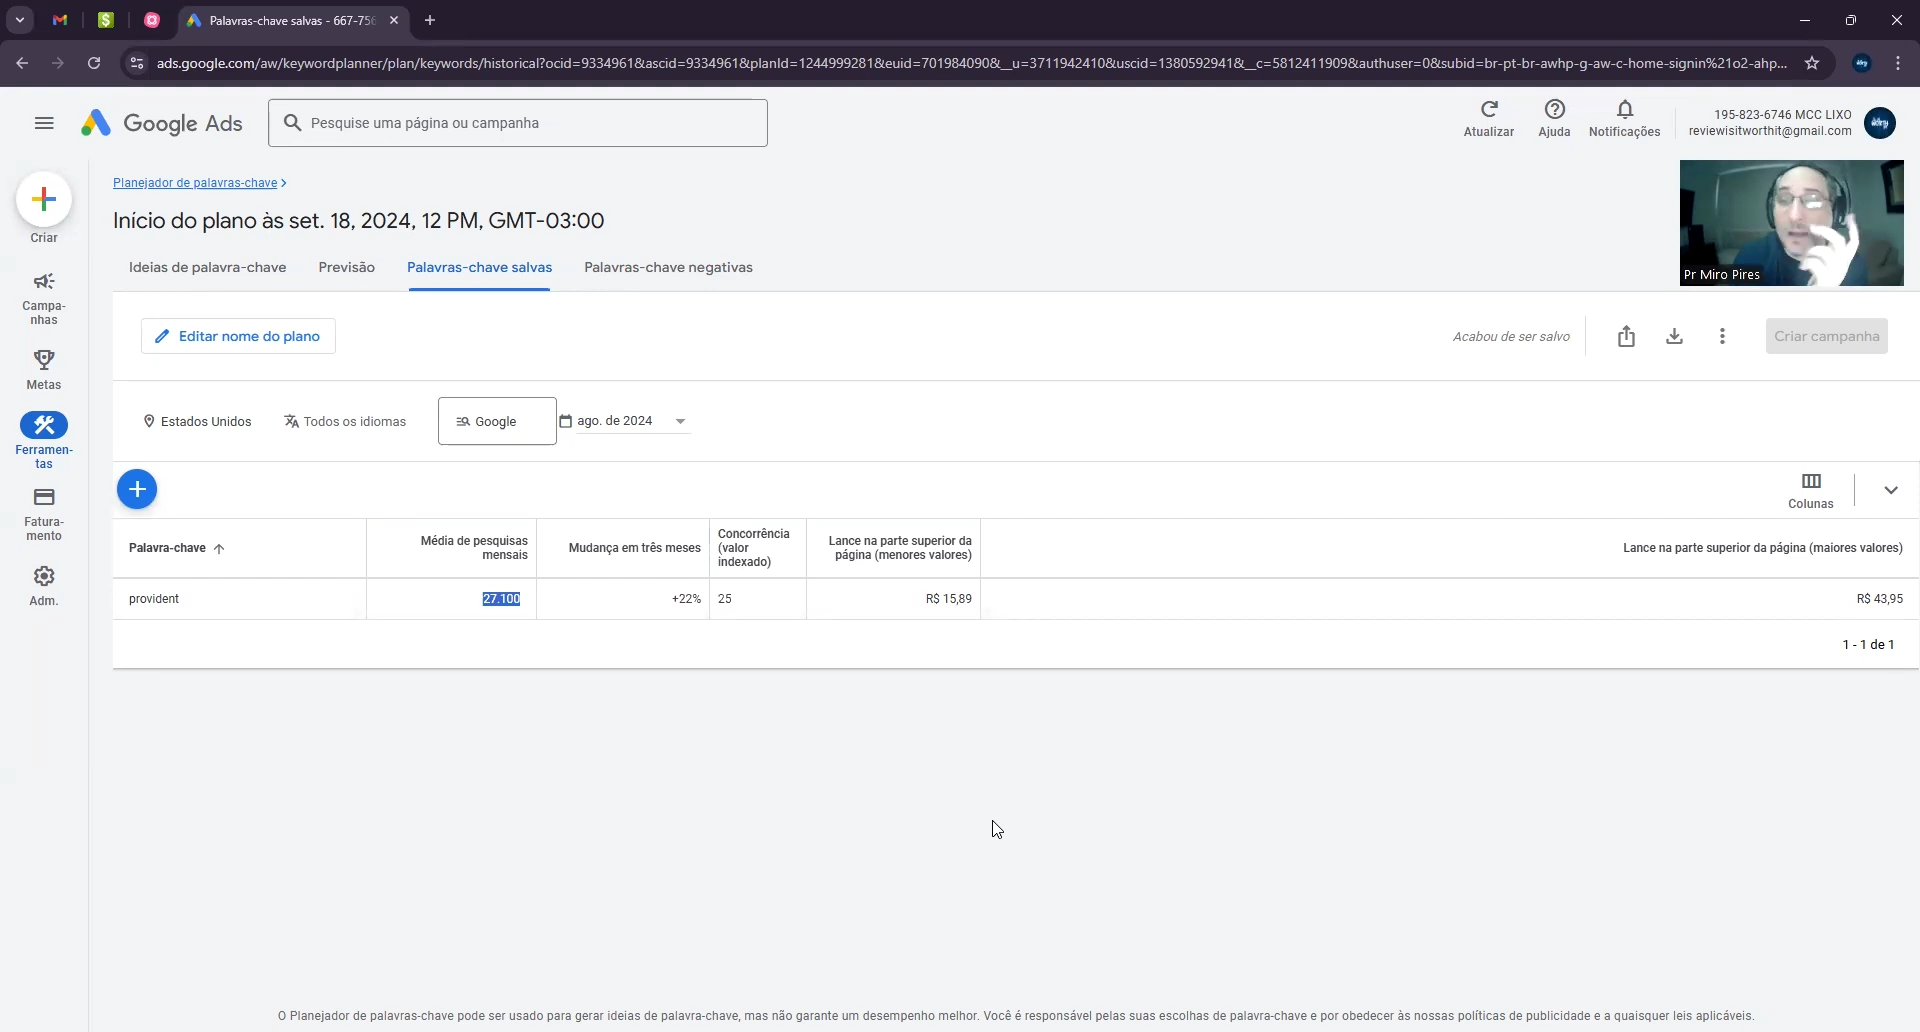 Palavras-chave salvas - 667-756
ads.google.com/aw/keywordplanner/plan/keywords/historical?ocid=9334961&ascid=9334961&planId=1244999281&euid=701984090&__u=3711942410&uscid=1380592941&__c=5812411909&authuser=0&subid=br-pt-br-awhp-g-aw-c-home-signin%21o2-ahp...
Google Ads
Pesquise uma página ou campanha
Atualizar
Ajuda
Notificações
195-823-6746 MCC LIXO
reviewisitworthit@gmail.com
Criar
Campa-
nhas
Metas
Ferramen-
tas
Fatura-
mento
Adm.
Planejador de palavras-chave
Início do plano às set. 18, 2024, 12 PM, GMT-03:00
Pr Miro Pires
Ideias de palavra-chave
Previsão
Palavras-chave salvas
Palavras-chave negativas
Editar nome do plano
Acabou de ser salvo
Criar campanha
Estados Unidos
Todos os idiomas
Google
ago. de 2024
Colunas
Palavra-chave
Média de pesquisas
mensais
Mudança em três meses
Concorrência
(valor
indexado)
Lance na parte superior da
página (menores valores)
Lance na parte superior da página (maiores valores)
provident
27.100
+22%
25
R$ 15,89
R$ 43,95
1 - 1 de 1
O Planejador de palavras-chave pode ser usado para gerar ideias de palavra-chave, mas não garante um desempenho melhor. Você é responsável pelas suas escolhas de palavra-chave e por obedecer às nossas políticas de publicidade e a quaisquer leis aplicáveis.